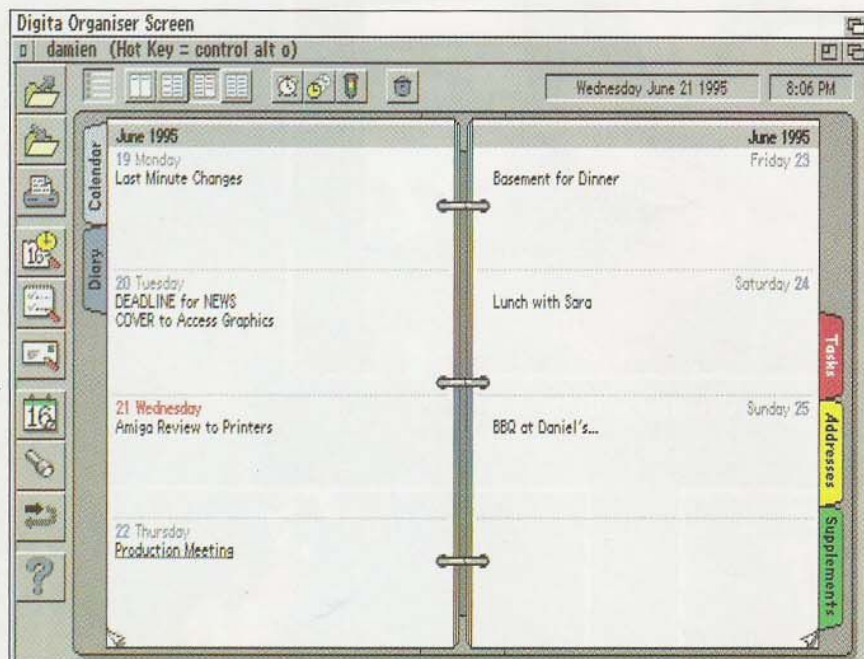 Digita Organiser Screen
damien (Hot Key = control alt o)
Wednesday June 21 1995
8:06 PM
Calendar
Diary
June 1995
19 Monday
Last Minute Changes
20 Tuesday
DEADLINE for NEWS
COVER to Access Graphics
21 Wednesday
Amiga Review to Printers
22 Thursday
Production Meeting
June 1995
Friday 23
Basement for Dinner
Saturday 24
Lunch with Sara
Sunday 25
BBQ at Daniel's...
Tasks
Addresses
Supplements
16
16
?